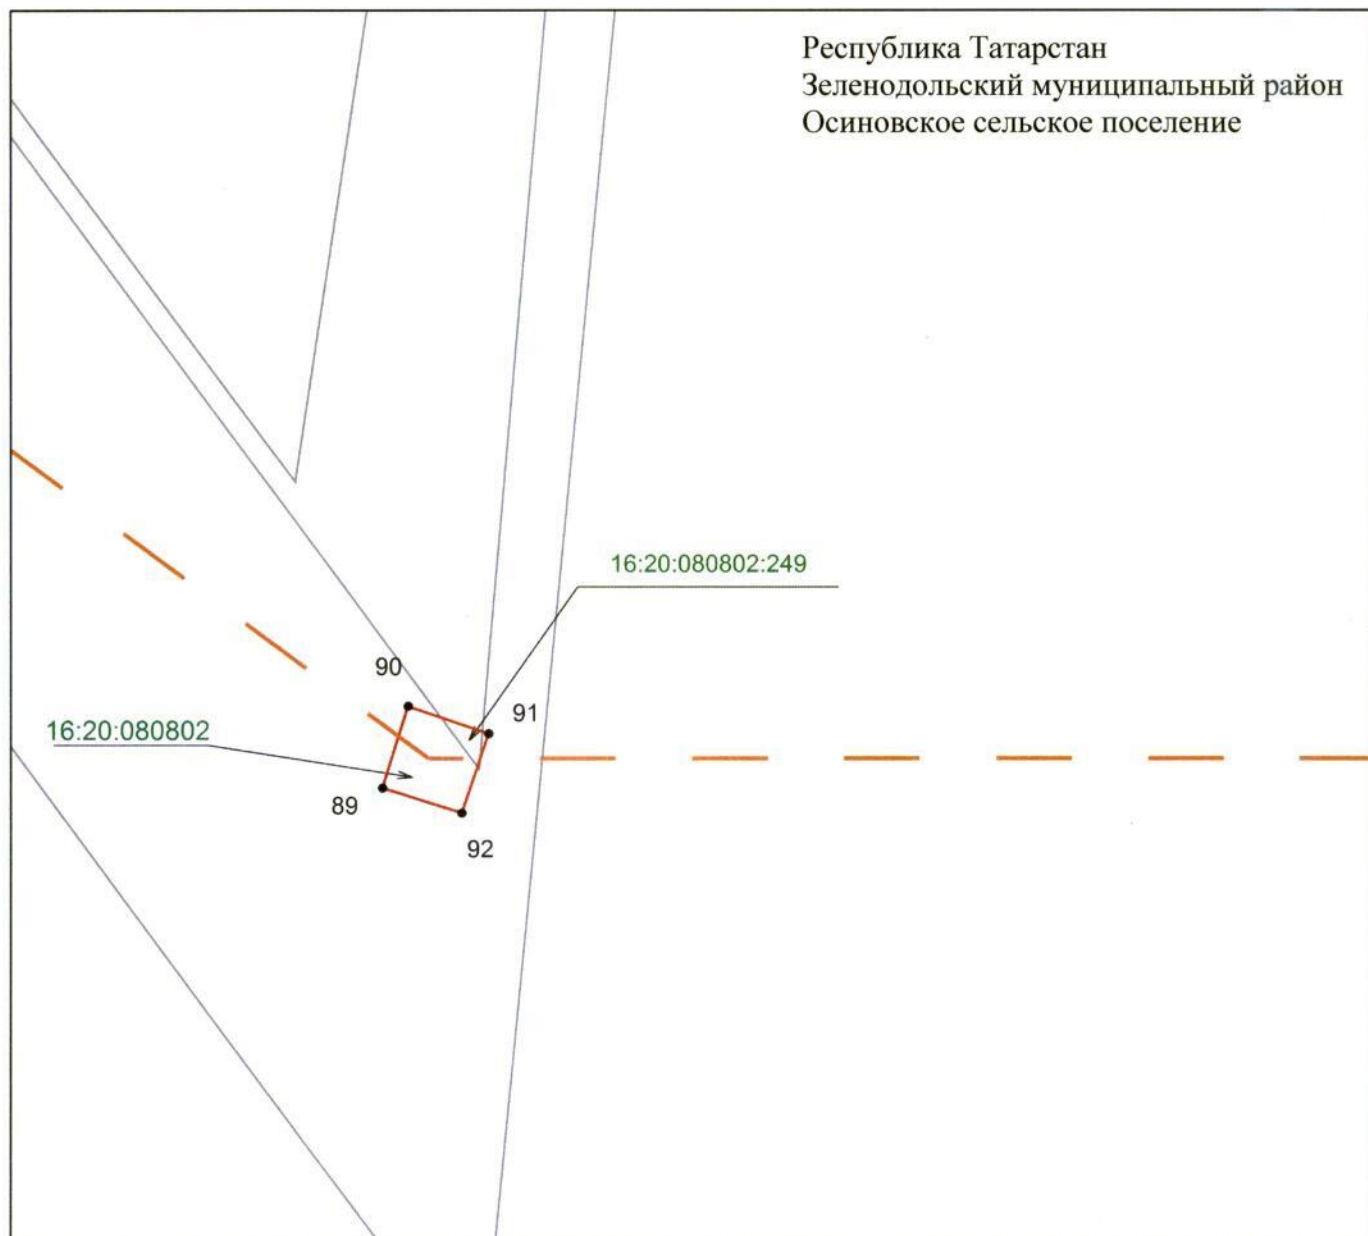 Республика Татарстан
Зеленодольский муниципальный район
Осиновское сельское поселение
16:20:080802:249
90
91
16:20:080802
89
92